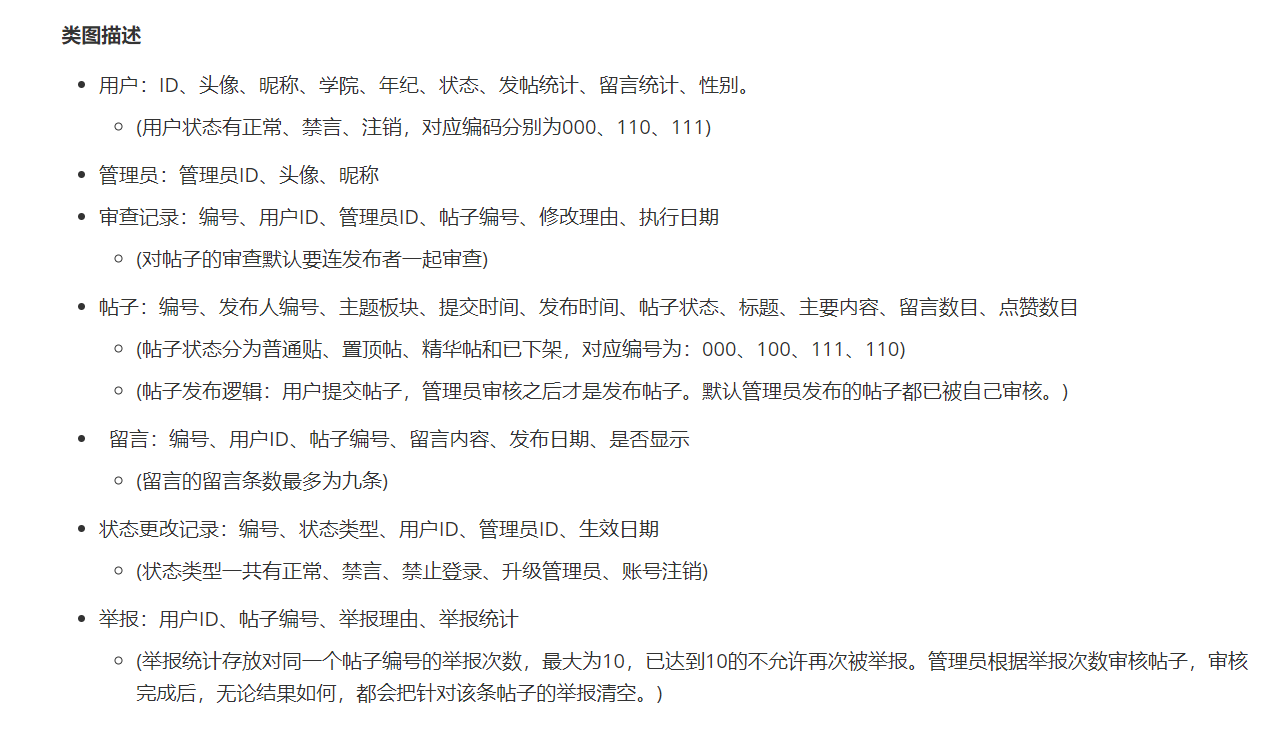 类图描述
用户：ID、头像、昵称、学院、年纪、状态、发帖统计、留言统计、性别。
(用户状态有正常、禁言、注销，对应编码分别为000、110、111)
管理员：管理员ID、头像、昵称
审查记录：编号、用户ID、管理员ID、帖子编号、修改理由、执行日期
(对帖子的审查默认要连发布者一起审查)
帖子：编号、发布人编号、主题板块、提交时间、发布时间、帖子状态、标题、主要内容、留言数目、点赞数目
(帖子状态分为普通贴、置顶帖、精华帖和已下架，对应编号为：000、100、111、110)
(帖子发布逻辑：用户提交帖子，管理员审核之后才是发布帖子。默认管理员发布的帖子都已被自己审核。)
留言：编号、用户ID、帖子编号、留言内容、发布日期、是否显示
(留言的留言条数最多为九条)
状态更改记录：编号、状态类型、用户ID、管理员ID、生效日期
(状态类型一共有正常、禁言、禁止登录、升级管理员、账号注销)
举报：用户ID、帖子编号、举报理由、举报统计
(举报统计存放对同一个帖子编号的举报次数，最大为10，已达到10的不允许再次被举报。管理员根据举报次数审核帖子，审核
完成后，无论结果如何，都会把针对该条帖子的举报清空。)